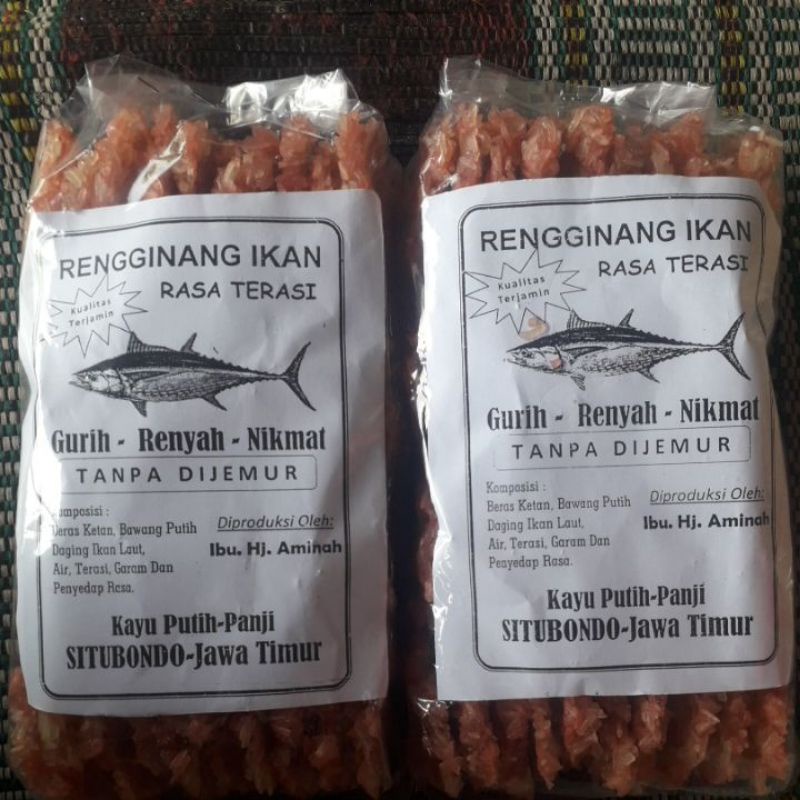 RENGGINANG IKAN
RASA TERASI
Kualitas
Terjamin
Gurih - Renyah - Nikmat
TANPA DIJEMUR
Komposisi :
Beras Ketan, Bawang Putih
Daging Ikan Laut,
Air, Terasi, Garam Dan
Penyedap Rasa.
Diproduksi Oleh:
Ibu. Hj. Aminah
Kayu Putih-Panji
SITUBONDO-Jawa Timur
RENGGINANG IKAN
RASA TERASI
Kualitas
Terjamin
Gurih - Renyah - Nikmat
TANPA DIJEMUR
Komposisi :
Beras Ketan, Bawang Putih
Daging Ikan Laut,
Air, Terasi, Garam Dan
Penyedap Rasa.
Diproduksi Oleh:
Ibu. Hj. Aminah
Kayu Putih-Panji
SITUBONDO-Jawa Timur